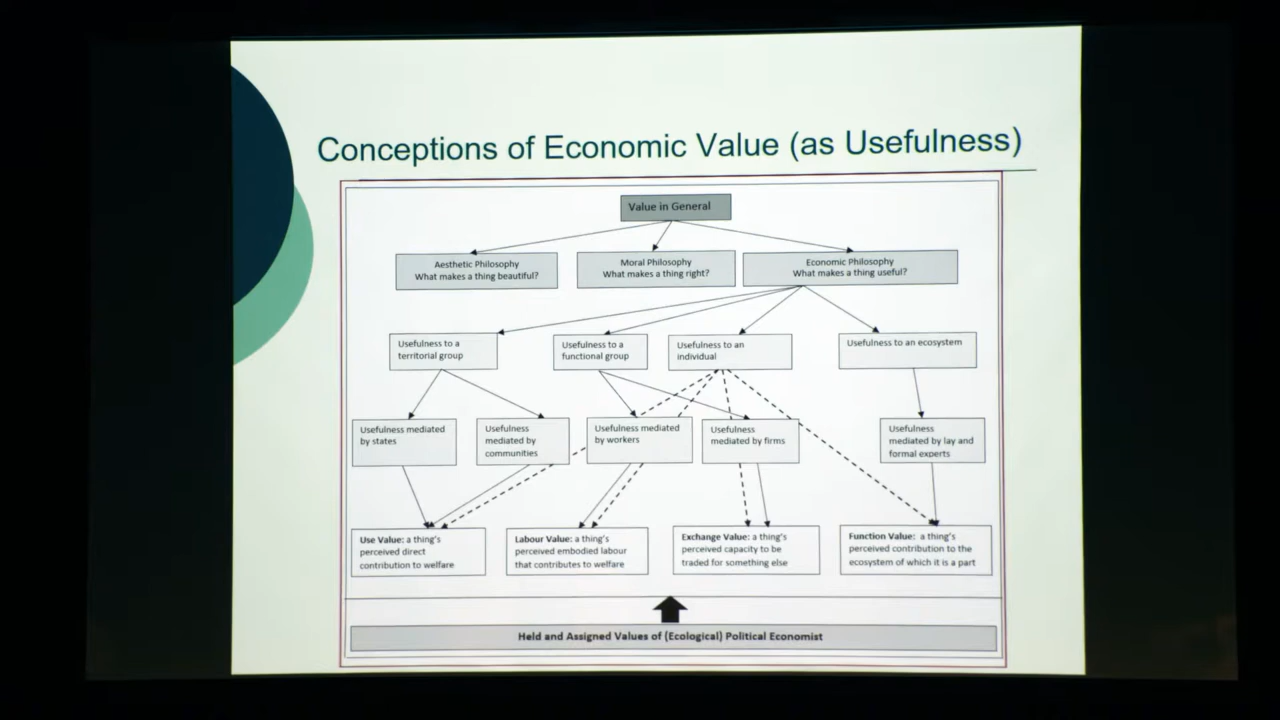 Conceptions of Economic Value (as Usefulness)
Value in General
Aesthetic Philosophy
What makes a thing beautiful?
Moral Philosophy
What makes a thing right?
Economic Philosophy
What makes a thing useful?
Usefulness to a
territorial group
Usefulness to a
functional group
Usefulness to an
individual
Usefulness to an ecosystem
Usefulness mediated
by states
Usefulness
mediated by
communities
Usefulness mediated
by workers
Usefulness
mediated by firms
Usefulness
mediated by lay and
formal experts
Use Value: a thing's
perceived direct
contribution to welfare
Labour Value: a thing's
perceived embodied labour
that contributes to welfare
Exchange Value: a thing's
perceived capacity to be
traded for something else
Function Value: a thing's
perceived contribution to the
ecosystem of which it is a part
Held and Assigned Values of (Ecological) Political Economist